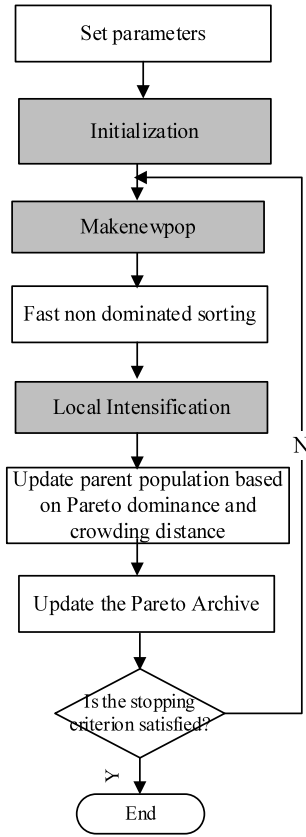 Set parameters
Initialization
Makenewpop
Fast non dominated sorting
Local Intensification
N
Update parent population based
on Pareto dominance and
crowding distance
Update the Pareto Archive
Is the stopping
criterion satisfied?
Y
End